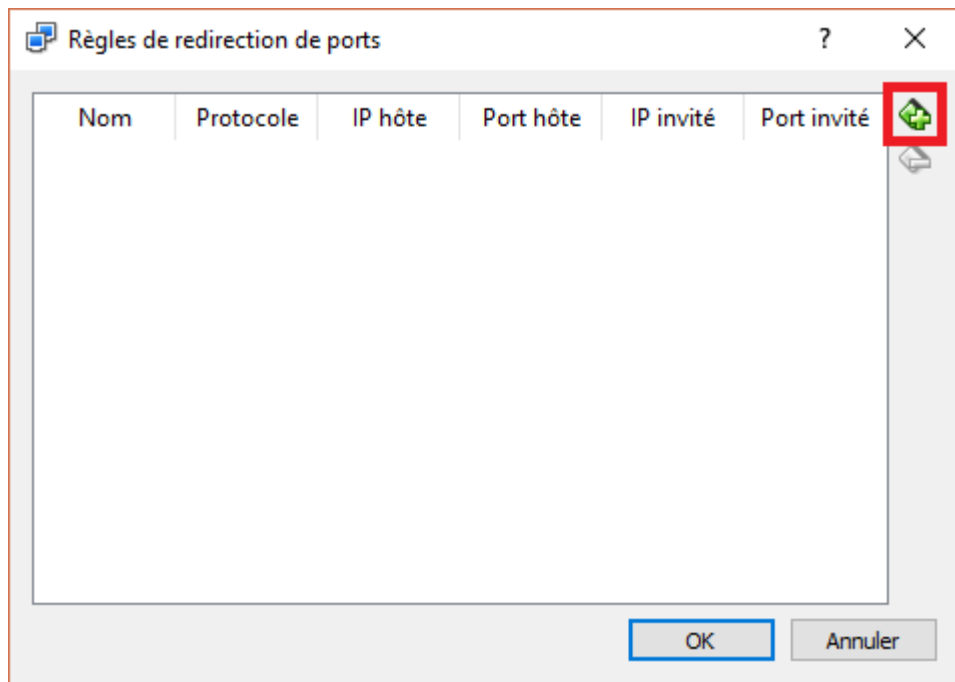 Règles de redirection de ports
?
Nom Protocole IP hôte Port hôte IP invité Port invité
OK Annuler